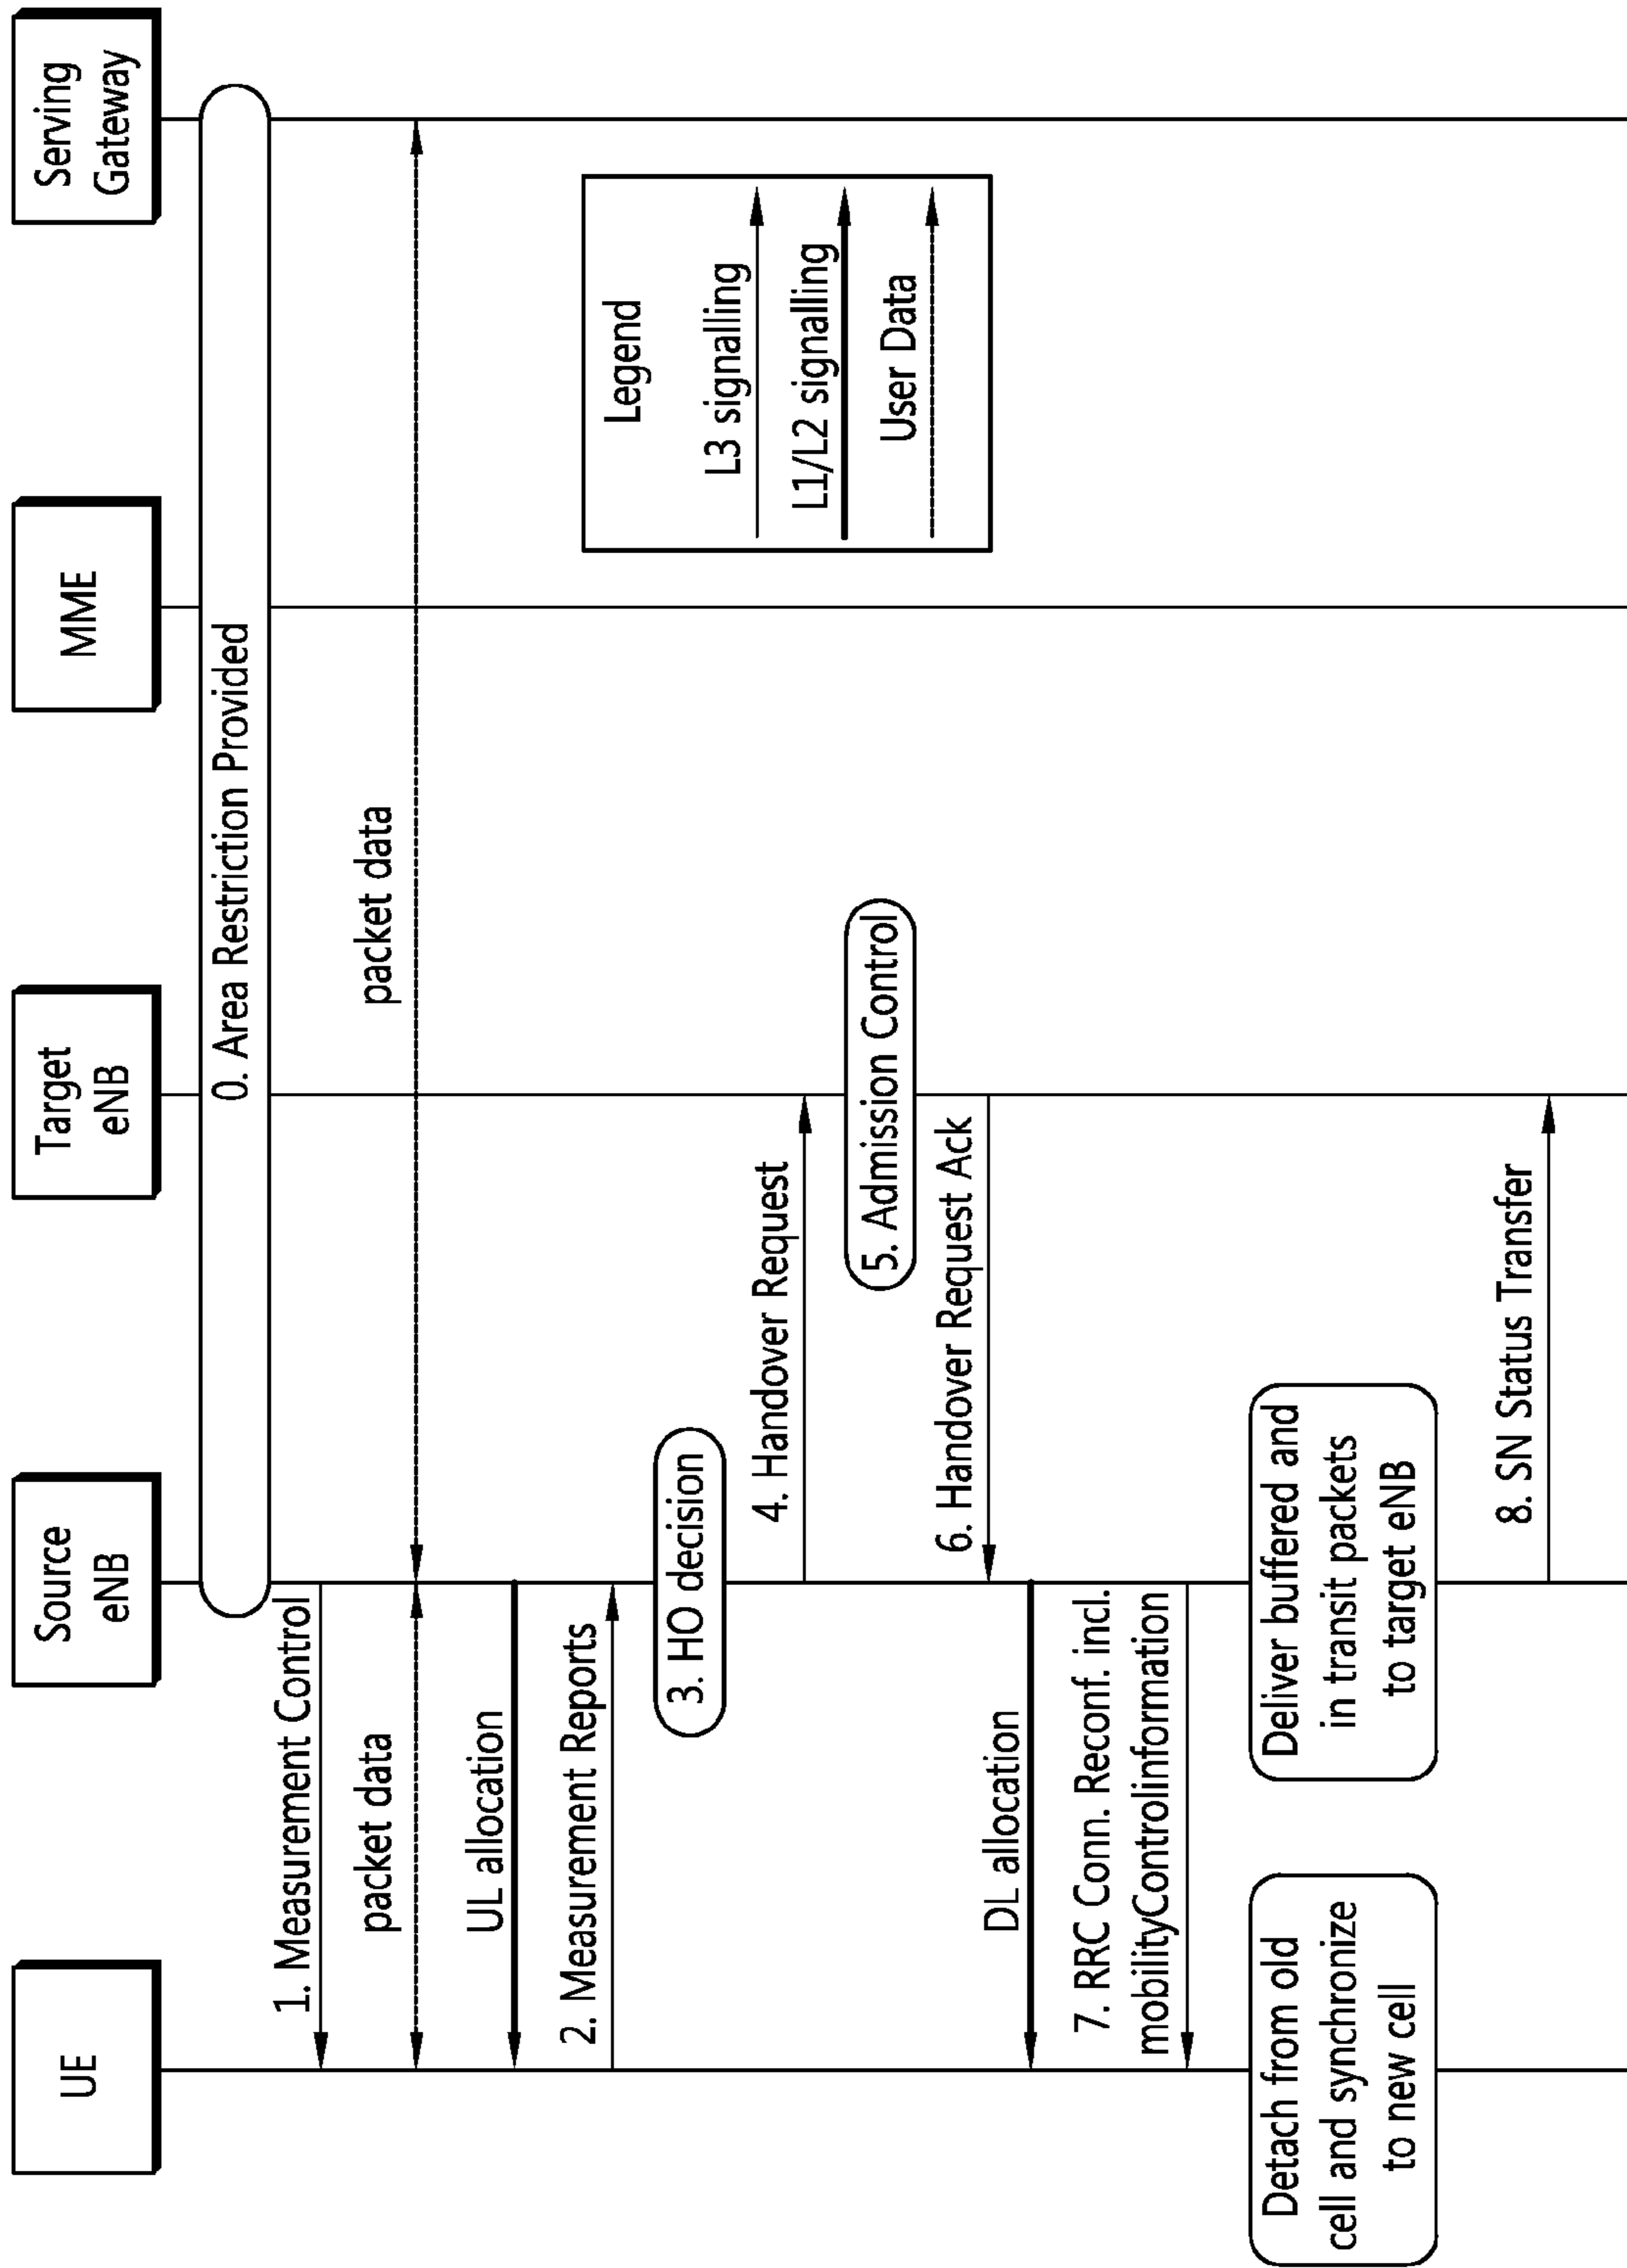 UE
Source
eNB
Target
eNB
MME
Serving
Gateway
0. Area Restriction Provided
1. Measurement Control
packet data
packet data
UL allocation
2. Measurement Reports
3. HO decision
4. Handover Request
5. Admission Control
6. Handover Request Ack
DL allocation
7. RRC Conn. Reconf. incl.
mobilityControlinformation
Detach from old
cell and synchronize
to new cell
Deliver buffered and
in transit packets
to target eNB
8. SN Status Transfer
Legend
L3 signalling
L1/L2 signalling
User Data